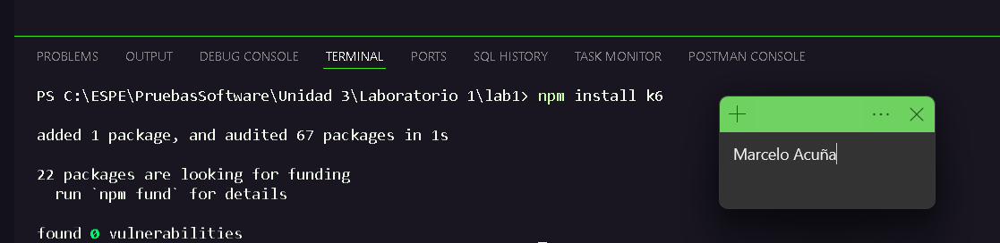 PROBLEMS OUTPUT DEBUG CONSOLE TERMINAL PORTS SQL HISTORY TASK MONITOR POSTMAN CONSOLE
PS C:\ESPE\PruebasSoftware\Unidad 3\Laboratorio 1\lab1> npm install k6
added 1 package, and audited 67 packages in 1s
22 packages are looking for funding
run `npm fund` for details
found 0 vulnerabilities
Marcelo Acuña